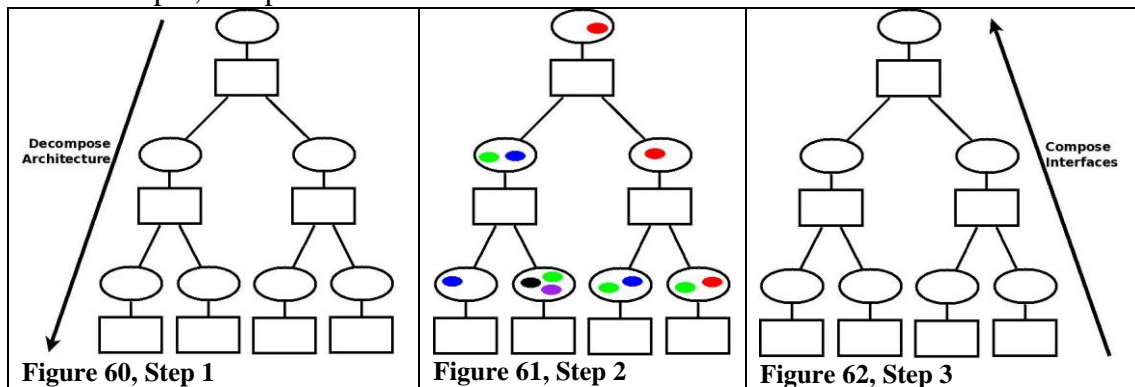 Decompose
Architecture
Figure 60, Step 1
Figure 61, Step 2
Compose
Interfaces
Figure 62, Step 3